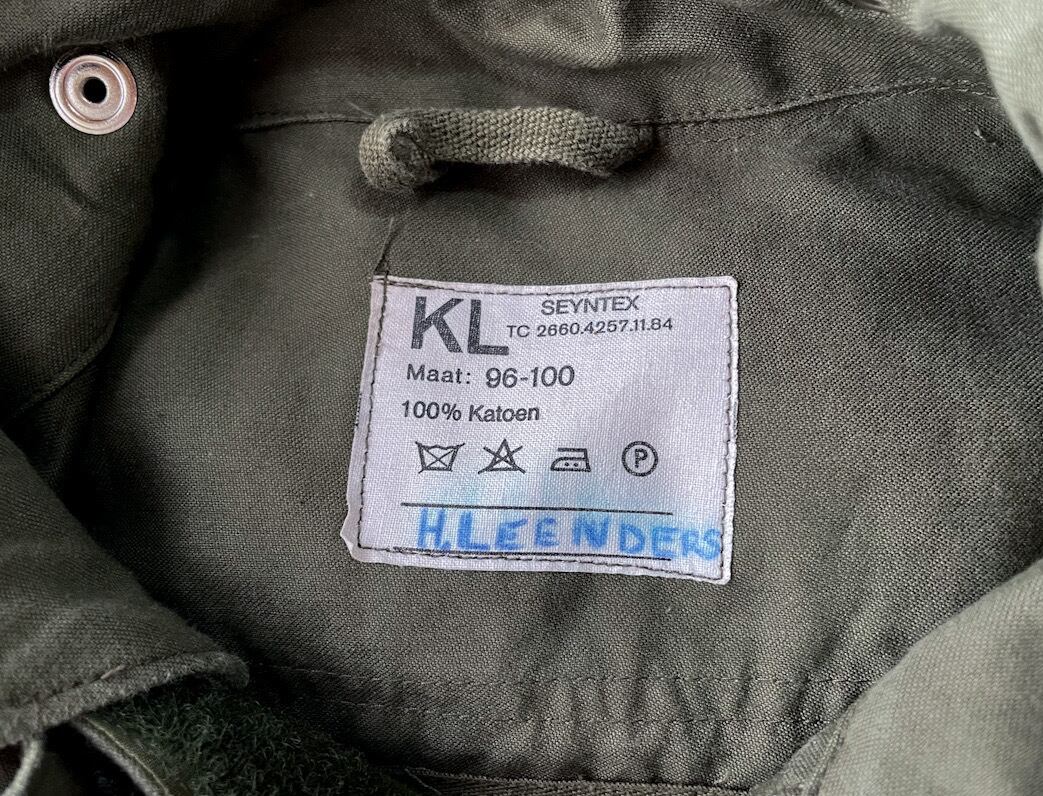 KL SEYNTEX
TC 2660.4257.11.84
Maat: 96-100
100% Katoen
P
H.LEENDERS